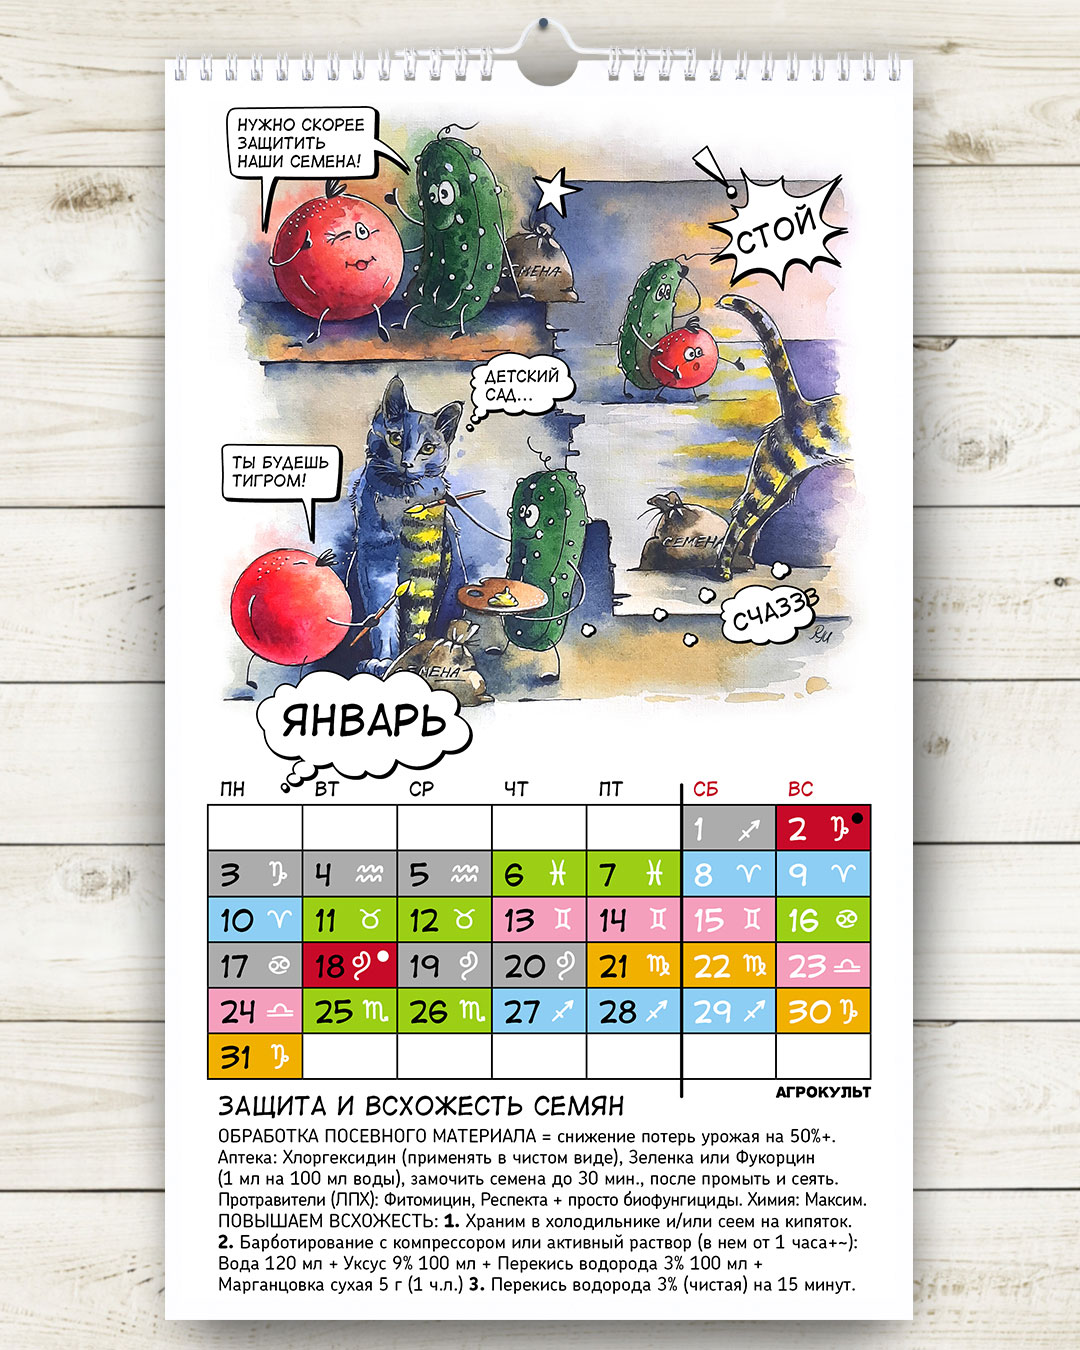 НУЖНО СКОРЕЕ
ЗАЩИТИТЬ
НАШИ СЕМЕНА!
СЕМЕНА
СТОЙ
ДЕТСКИЙ
САД...
ТЫ БУДЕШЬ
ТИГРОМ!
СЕМЕНА
СЧАЗЗВ
СЕМЕНА
ЯНВАРЬ
ПН ВТ СР ЧТ ПТ СБ ВС
1 2
3 4 5 6 7 8 9
10 11 12 13 14 15 16
17 18 19 20 21 22 23
24 25 26 27 28 29 30
31
АГРОКУЛЬТ
ЗАЩИТА И ВСХОЖЕСТЬ СЕМЯН
ОБРАБОТКА ПОСЕВНОГО МАТЕРИАЛА = снижение потерь урожая на 50%+.
Аптека: Хлоргексидин (применять в чистом виде), Зеленка или Фукорцин
(1 мл на 100 мл воды), замочить семена до 30 мин., после промыть и сеять.
Протравители (ЛПХ): Фитомицин, Респекта + просто биофунгициды. Химия: Максим.
ПОВЫШАЕМ ВСХОЖЕСТЬ: 1. Храним в холодильнике и/или сеем на кипяток.
2. Барботирование с компрессором или активный раствор (в нем от 1 часа+~):
Вода 120 мл + Уксус 9% 100 мл + Перекись водорода 3% 100 мл +
Марганцовка сухая 5 г (1 ч.л.) 3. Перекись водорода 3% (чистая) на 15 минут.